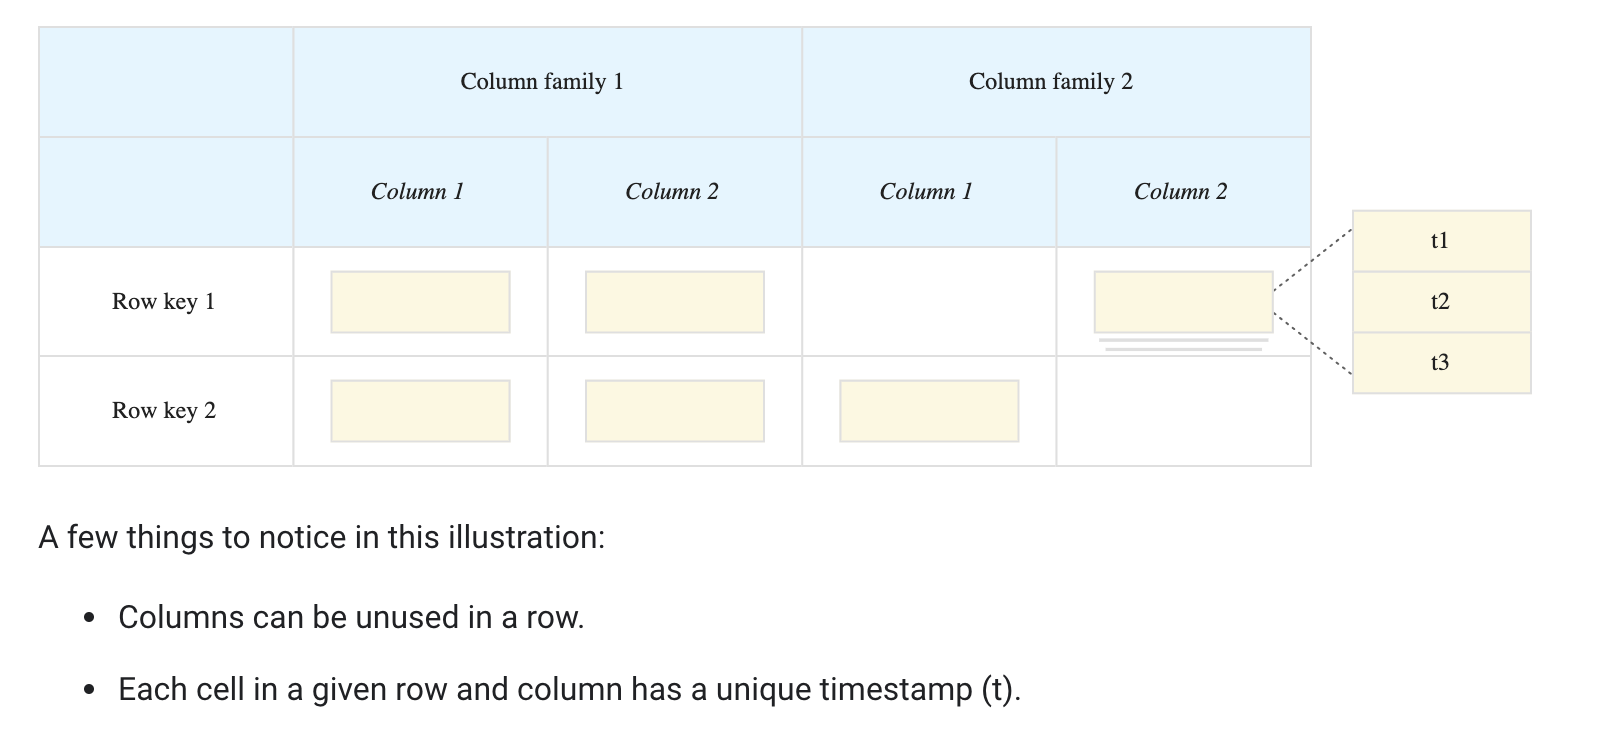 Column family 1
Column family 2
Column 1
Column 2
Column 1
Column 2
t1
Row key 1
t2
t3
Row key 2
A few things to notice in this illustration:
• Columns can be unused in a row.
• Each cell in a given row and column has a unique timestamp (t).